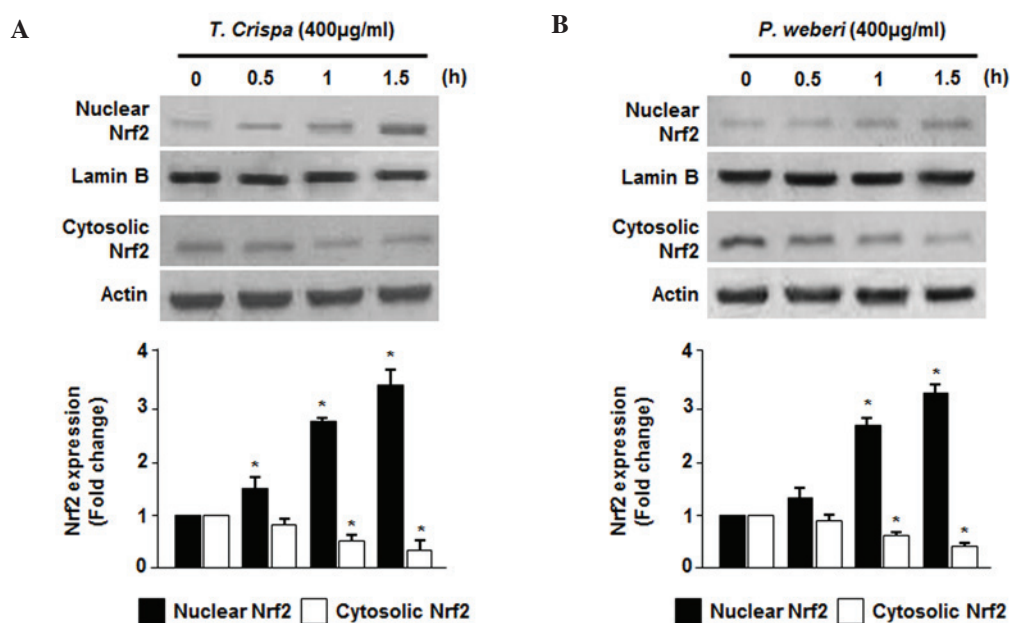 A
T. Crispa (400µg/ml)
0 0.5 1 1.5 (h)
Nuclear
Nrf2
Lamin B
Cytosolic
Nrf2
Actin
Nrf2 expression
(Fold change)
4
3
2
1
0
*
*
*
*
*
Nuclear Nrf2 Cytosolic Nrf2
B
P. weberi (400µg/ml)
0 0.5 1 1.5 (h)
Nuclear
Nrf2
Lamin B
Cytosolic
Nrf2
Actin
Nrf2 expression
(Fold change)
4
3
2
1
0
*
*
*
*
Nuclear Nrf2 Cytosolic Nrf2